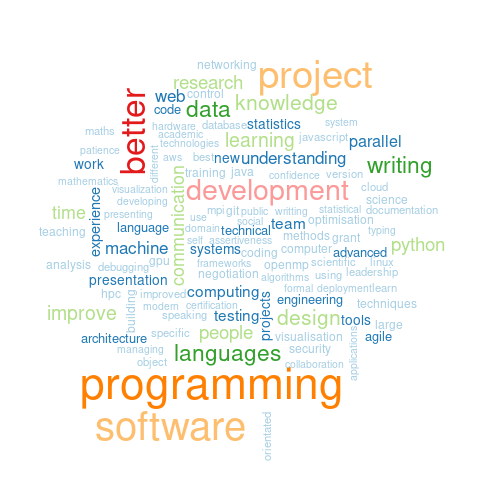 networking
project
research
better
web
control
knowledge
code
data
hardware
database
statistics
system
maths
academic
learning
javascript
parallel
technologies
patience
different
aws
best
new
understanding
writing
work
training
java
confidence
version
mathematics
visualization
development
cloud
communication
developing
science
time
experience
presenting
mpi
git
public
writting
statistical
documentation
use
social
team
optimisation
teaching
language
domain
technical
typing
machine
self
assertiveness
methods
grant
python
systems
coding
computer
advanced
analysis
debugging
gpu
frameworks
openmp
scientific
linux
presentation
negotiation
algorithms
using
leadership
hpc
building
improved
computing
projects
formal
deployment
learn
modern
certification
engineering
techniques
improve
speaking
testing
design
tools
large
architecture
specific
people
visualisation
applications
agile
managing
languages
security
object
collaboration
programming
software
orientated